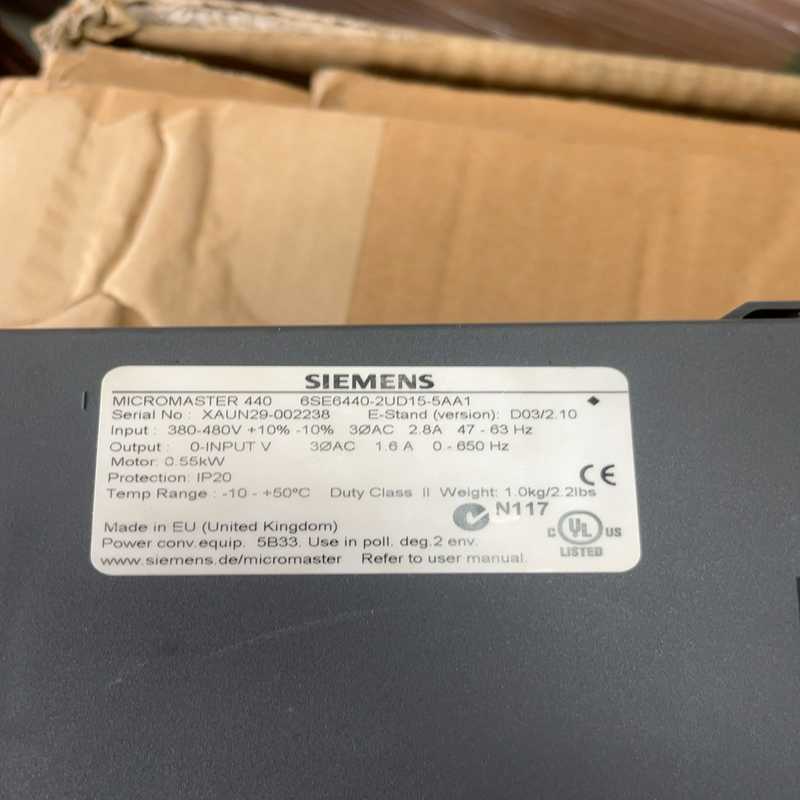 SIEMENS
MICROMASTER 440 6SE6440-2UD15-5AA1
Serial No : XAUN29-002238 E-Stand (version): D03/2.10
Input : 380-480V +10% -10% 3ØAC 2.8A 47 - 63 Hz
Output : 0-INPUT V 3ØAC 1.6 A 0 - 650 Hz
Motor: 0.55kW
Protection: IP20
Temp Range : -10 - +50°C Duty Class II Weight: 1.0kg/2.2lbs
CE
N117
Made in EU (United Kingdom)
C UL US
LISTED
Power conv.equip. 5B33. Use in poll. deg.2 env.
www.siemens.de/micromaster Refer to user manual.